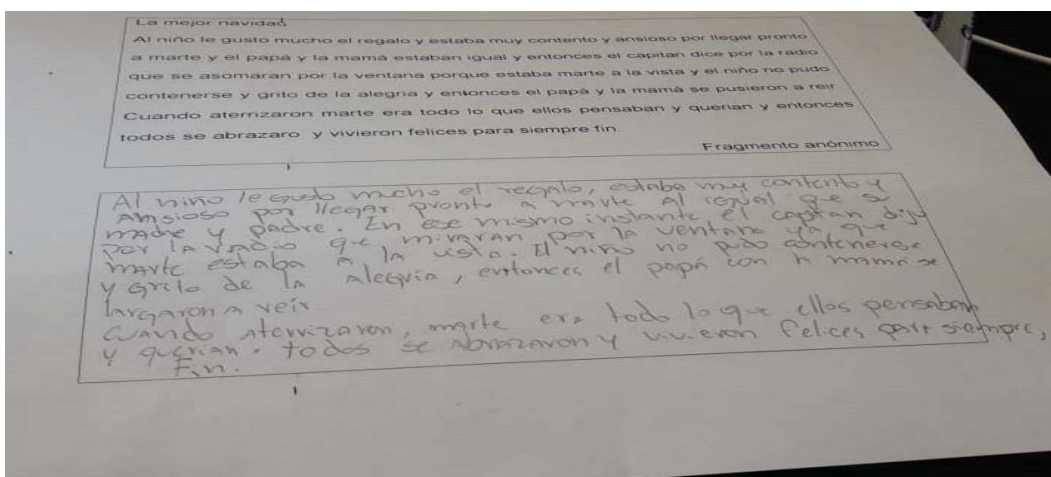 La mejor navidad
Al niño le gusto mucho el regalo y estaba muy contento y ansioso por llegar pronto
a marte y el papá y la mamá estaban igual y entonces el capitan dice por la radio
que se asomaran por la ventana porque estaba marte a la vista y el niño no pudo
contenerse y grito de la alegria y entonces el papá y la mamá se pusieron a reir
Cuando aterrizaron marte era todo lo que ellos pensaban y querian y entonces
todos se abrazaro y vivieron felices para siempre fin.
Fragmento anónimo
Al niño le gusto mucho el regalo, estaba muy contento y
Ansioso por llegar pronto a marte Al igual que s
madre y padre. En ese mismo instante, el capitan dijo
por la radio que miraran por la ventana ya que
marte estaba a la vista. El niño no pudo contenerse
y grito de la alegria, entonces el papá con la mamá se
largaron a reir.
Cuando aterrizaron, marte era todo lo que ellos pensaban
y querian. todos se abrazaron y vivieron felices para siempre,
Fin.